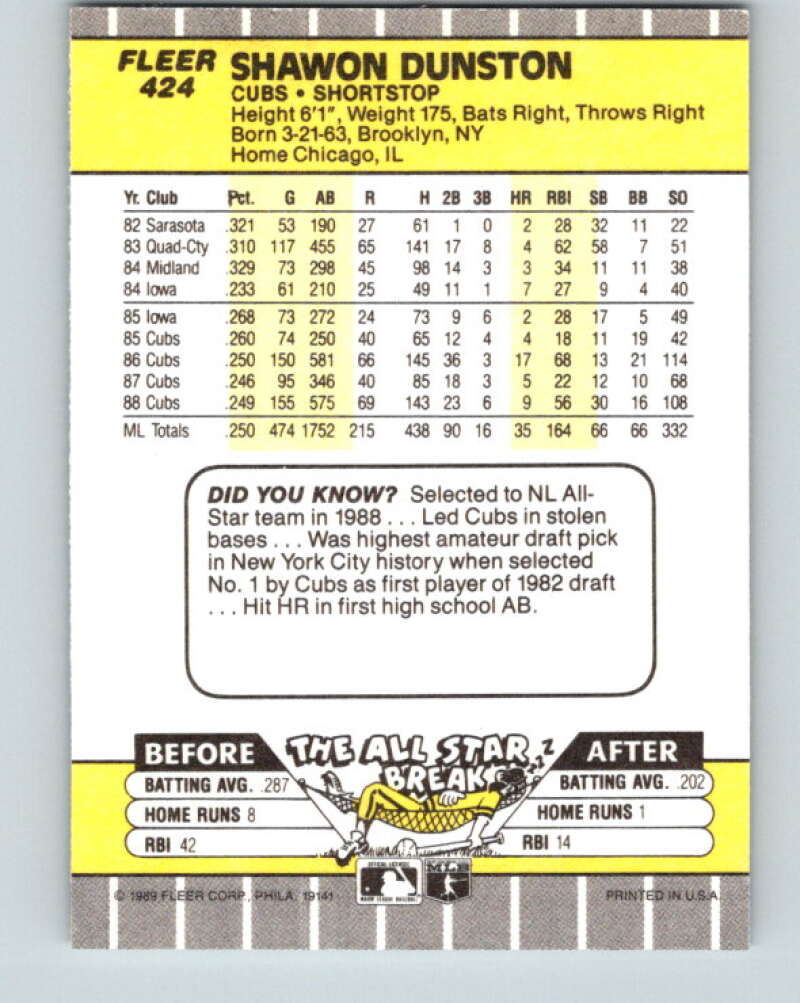 FLEER
424
SHAWON DUNSTON
CUBS • SHORTSTOP
Height 6'1", Weight 175, Bats Right, Throws Right
Born 3-21-63, Brooklyn, NY
Home Chicago, IL
Yr. Club Pct. G AB R H 2B 3B HR RBI SB BB SO
82 Sarasota .321 53 190 27 61 1 0 2 28 32 11 22
83 Quad-Cty .310 117 455 65 141 17 8 4 62 58 7 51
84 Midland .329 73 298 45 98 14 3 3 34 11 11 38
84 Iowa .233 61 210 25 49 11 1 7 27 9 4 40
85 Iowa .268 73 272 24 73 9 6 2 28 17 5 49
85 Cubs .260 74 250 40 65 12 4 4 18 11 19 42
86 Cubs .250 150 581 66 145 36 3 17 68 13 21 114
87 Cubs .246 95 346 40 85 18 3 5 22 12 10 68
88 Cubs .249 155 575 69 143 23 6 9 56 30 16 108
ML Totals .250 474 1752 215 438 90 16 35 164 66 66 332
DID YOU KNOW? Selected to NL All-
Star team in 1988 . . . Led Cubs in stolen
bases . . . Was highest amateur draft pick
in New York City history when selected
No. 1 by Cubs as first player of 1982 draft
. . . Hit HR in first high school AB.
BEFORE THE ALL STAR BREAK AFTER
BATTING AVG. .287 BATTING AVG. .202
HOME RUNS 8 HOME RUNS 1
RBI 42 RBI 14
© 1989 FLEER CORP., PHILA. 19141 PRINTED IN U.S.A.